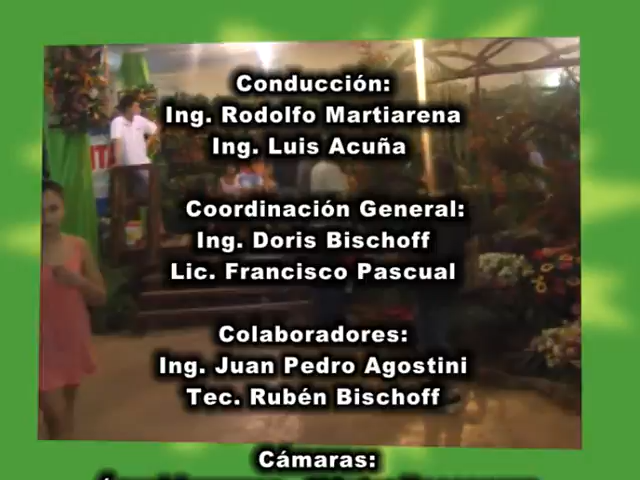 Conducción:
Ing. Rodolfo Martiarena
Ing. Luis Acuña
Coordinación General:
Ing. Doris Bischoff
Lic. Francisco Pascual
Colaboradores:
Ing. Juan Pedro Agostini
Tec. Rubén Bischoff
Cámaras: